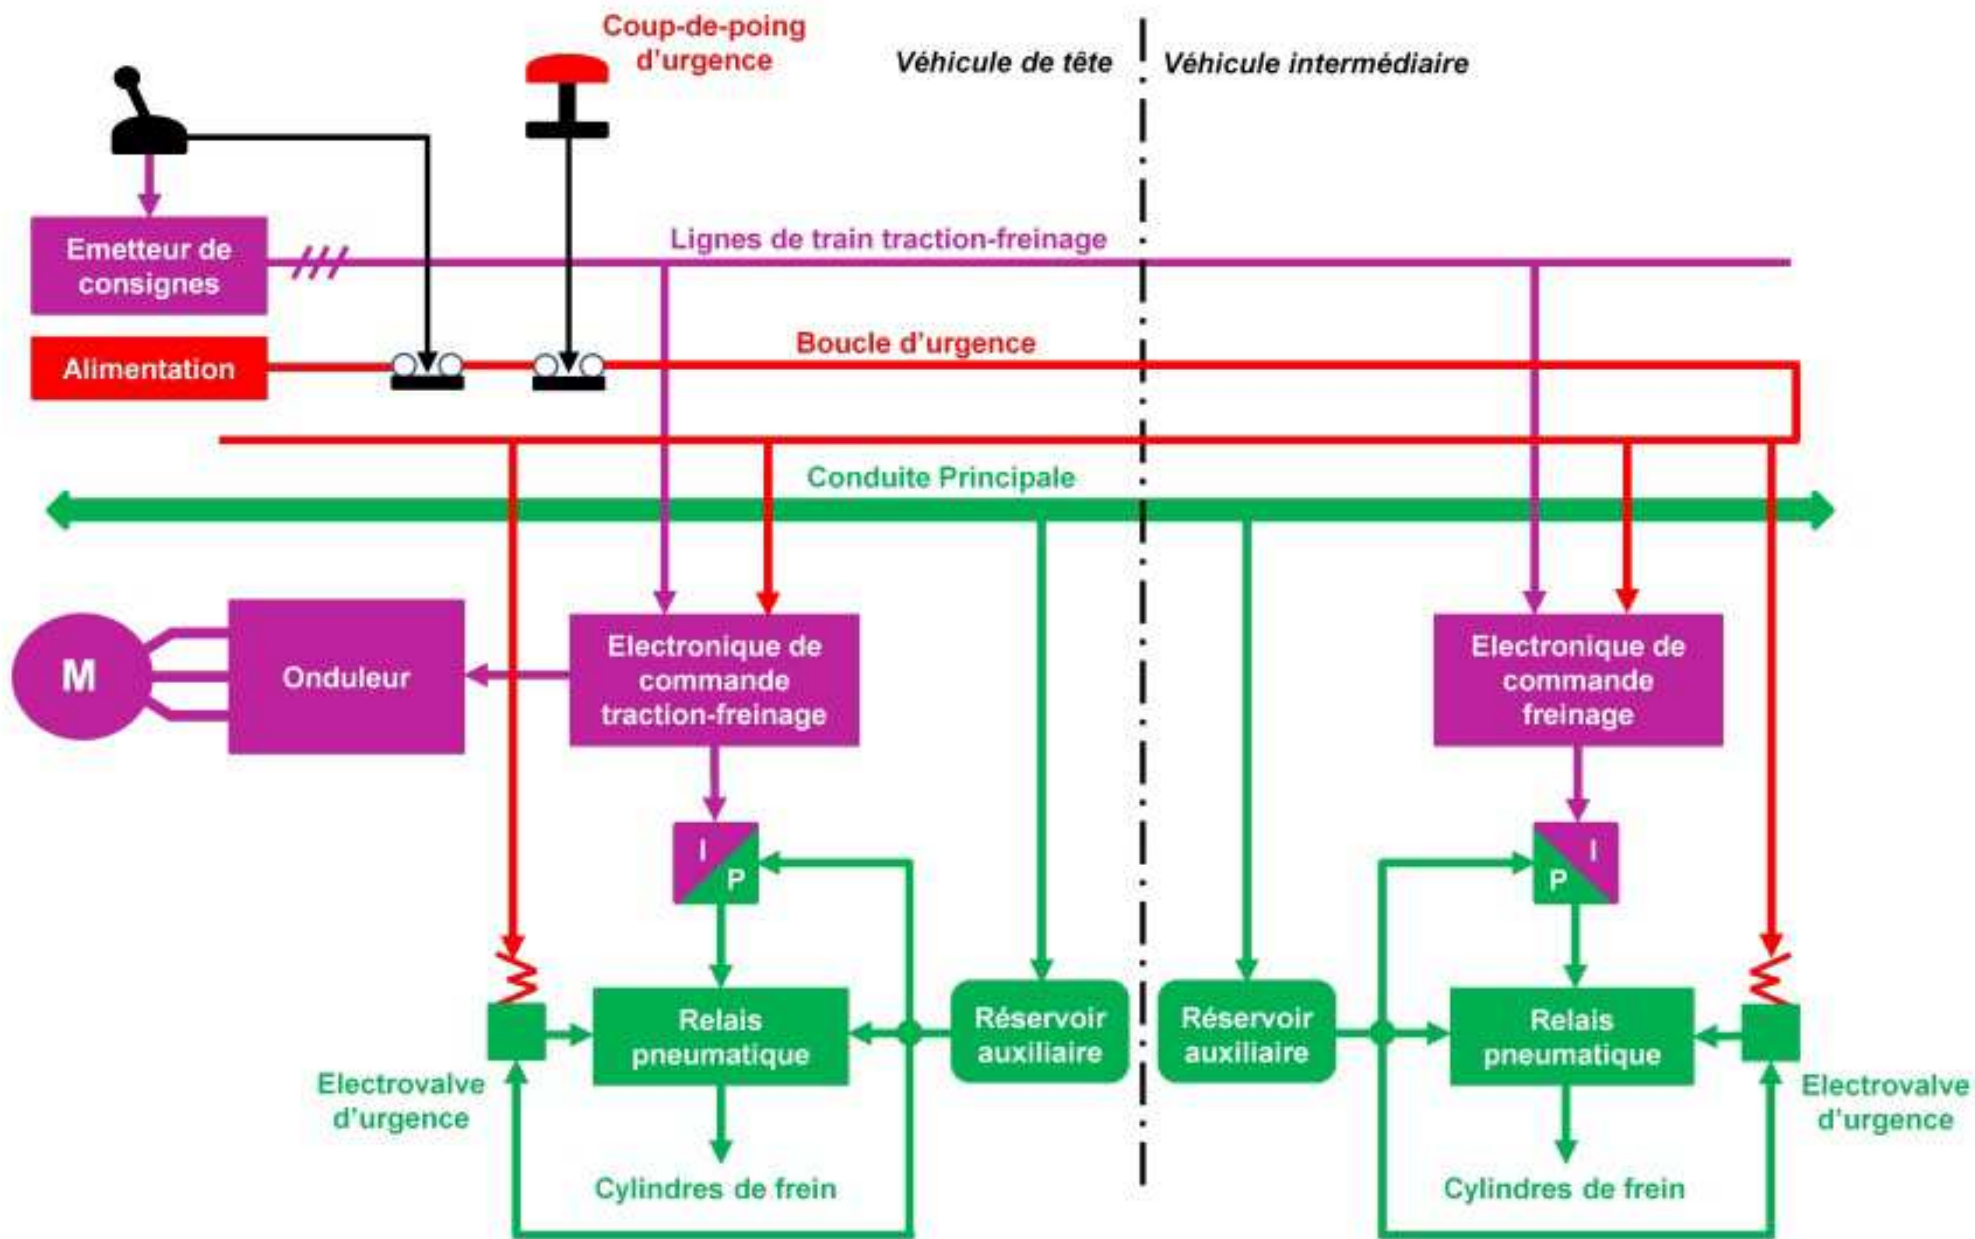 Coup-de-poing
d'urgence
Véhicule de tête
Véhicule intermédiaire
Emetteur de
consignes
Lignes de train traction-freinage
Alimentation
Boucle d'urgence
Conduite Principale
M
Onduleur
Electronique de
commande
traction-freinage
Electronique de
commande
freinage
I
P
I
P
Relais
pneumatique
Réservoir
auxiliaire
Réservoir
auxiliaire
Relais
pneumatique
Electrovalve
d'urgence
Electrovalve
d'urgence
Cylindres de frein
Cylindres de frein